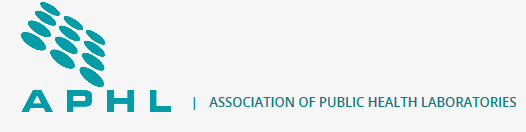 APHL | ASSOCIATION OF PUBLIC HEALTH LABORATORIES